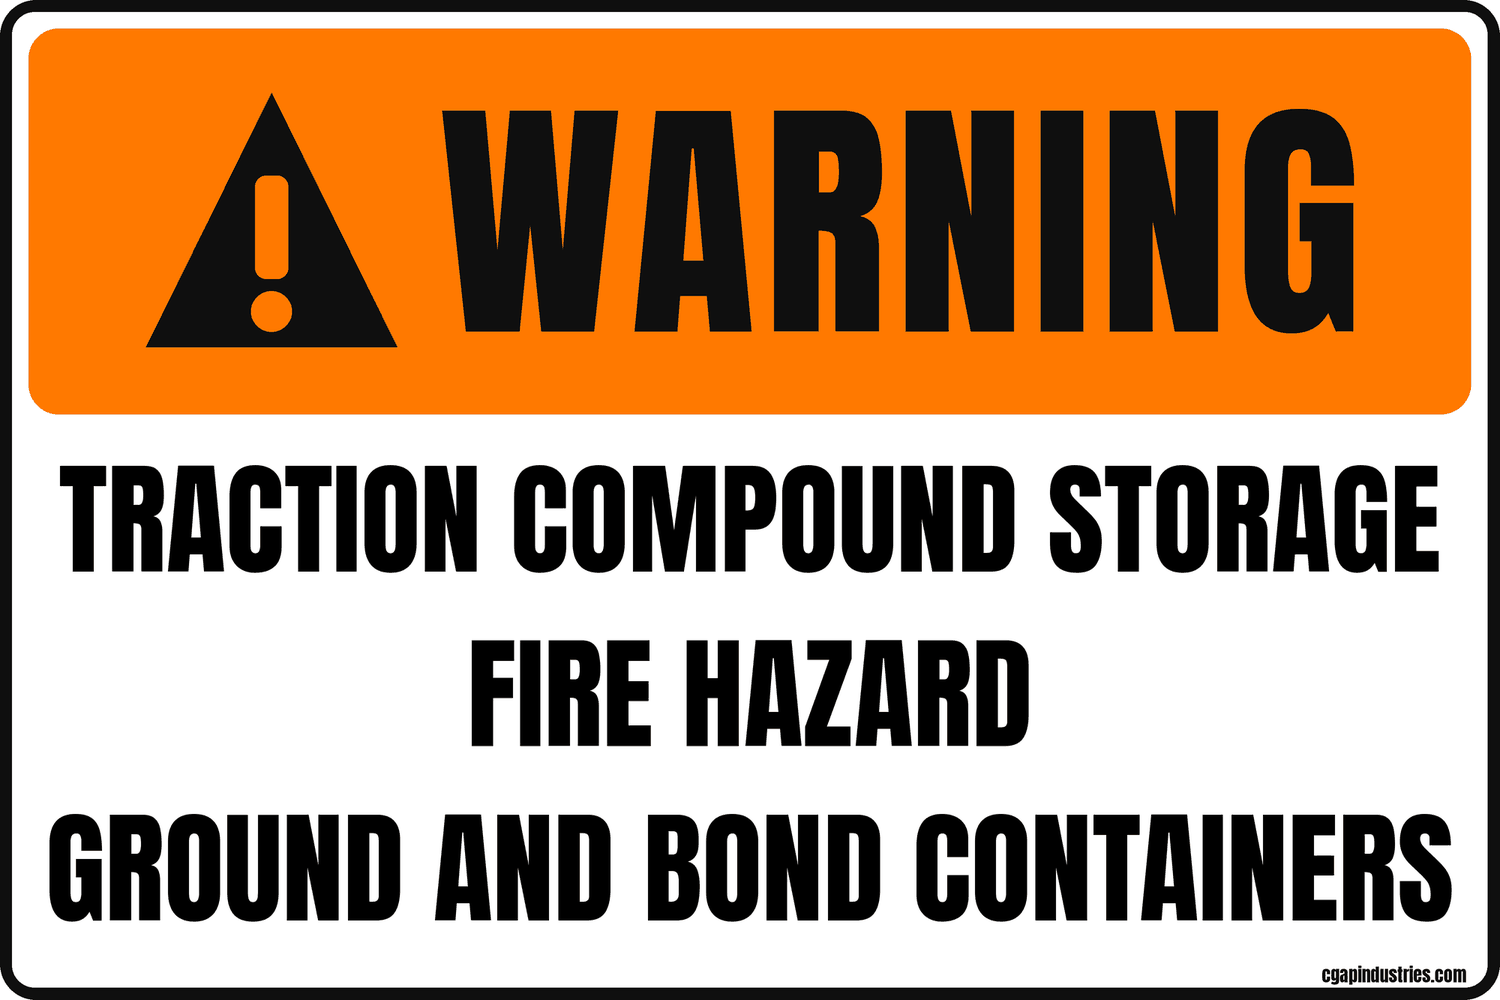 WARNING
TRACTION COMPOUND STORAGE
FIRE HAZARD
GROUND AND BOND CONTAINERS
cgapindustries.com